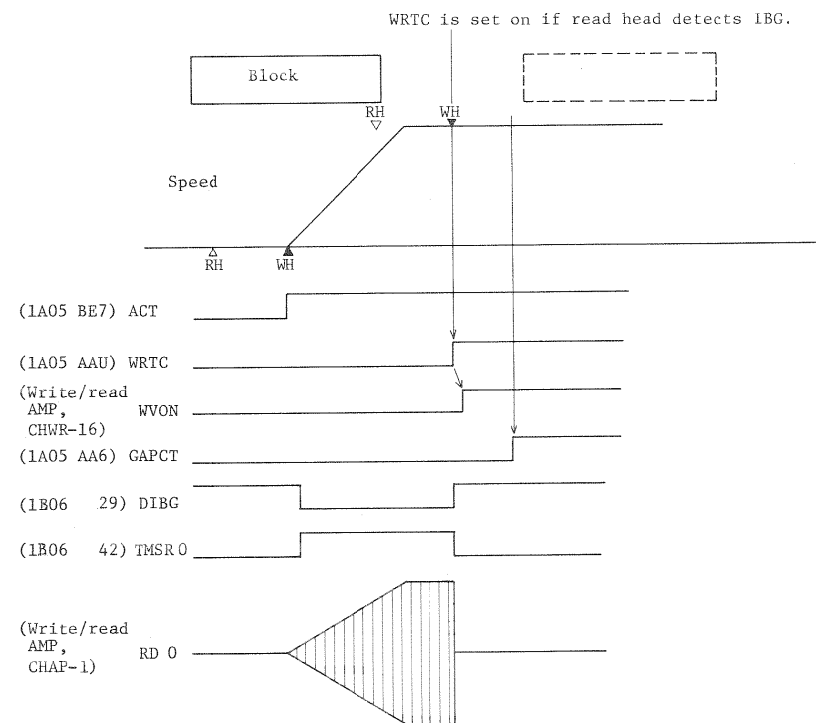 WRTC is set on if read head detects IBG.
Block
RH
WH
Speed
RH
WH
(1A05 BE7) ACT
(1A05 AAU) WRTC
(Write/read
AMP, WVON
CHWR-16)
(1A05 AA6) GAPCT
(1B06 29) DIBG
(1B06 42) TMSR 0
(Write/read
AMP, RD 0
CHAP-1)